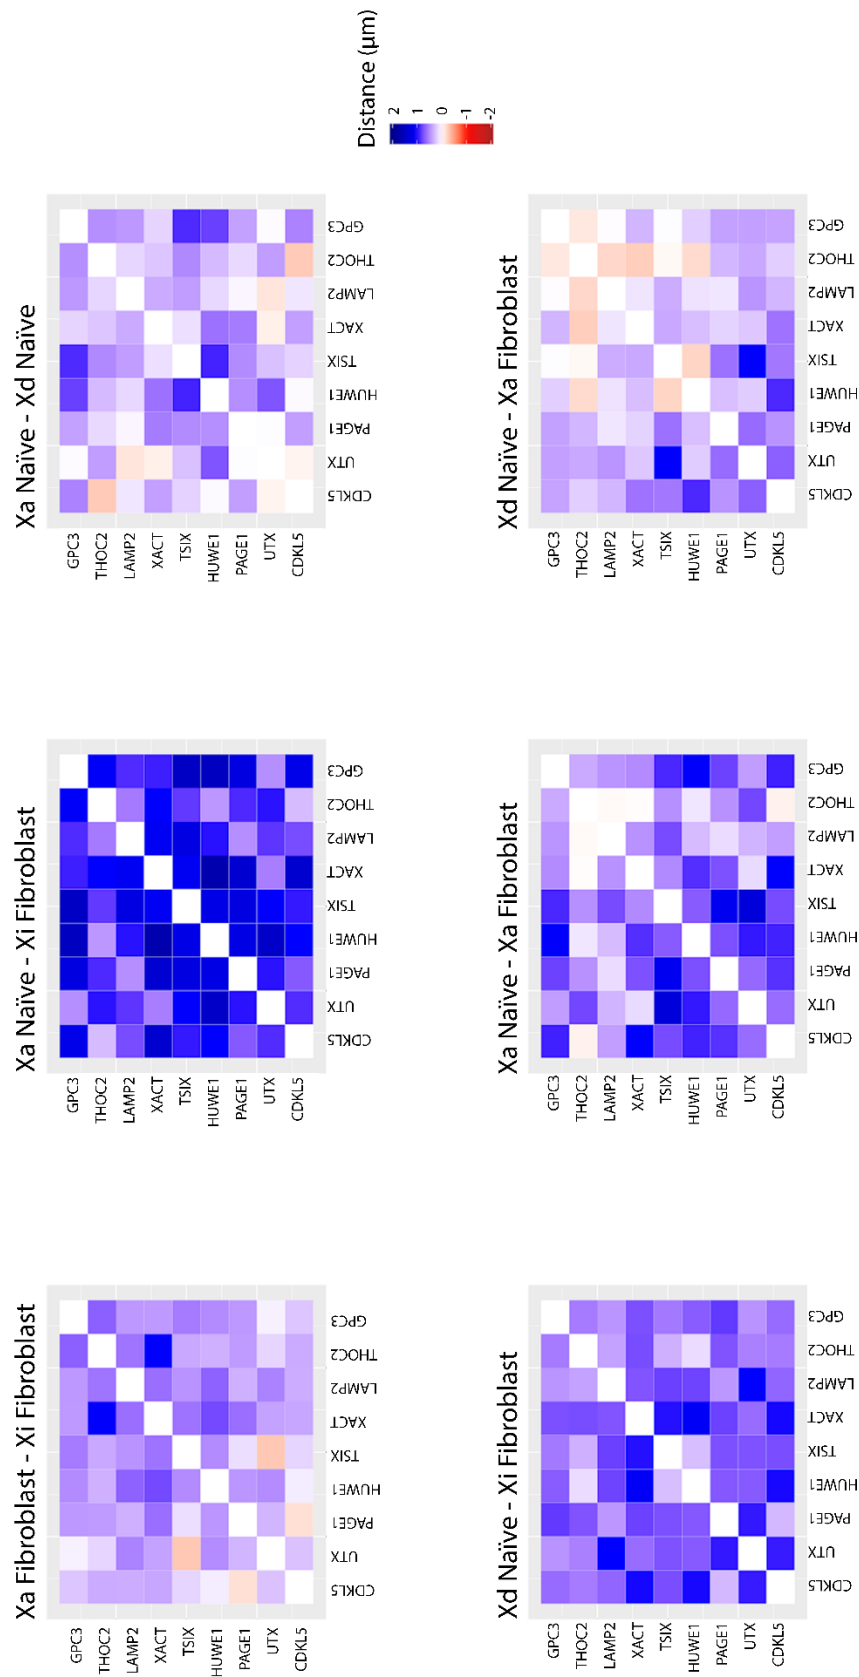 Xa Fibroblast - Xi Fibroblast
GPC3
THOC2
LAMP2
XACT
TSIX
HUWE1
PAGE1
UTX
CDKL5
CDKL5
UTX
PAGE1
HUWE1
TSIX
XACT
LAMP2
THOC2
GPC3
Xa Naïve - Xi Fibroblast
GPC3
THOC2
LAMP2
XACT
TSIX
HUWE1
PAGE1
UTX
CDKL5
CDKL5
UTX
PAGE1
HUWE1
TSIX
XACT
LAMP2
THOC2
GPC3
Xa Naïve - Xd Naïve
GPC3
THOC2
LAMP2
XACT
TSIX
HUWE1
PAGE1
UTX
CDKL5
CDKL5
UTX
PAGE1
HUWE1
TSIX
XACT
LAMP2
THOC2
GPC3
Distance (μm)
2
1
0
-1
-2
Xd Naïve - Xi Fibroblast
GPC3
THOC2
LAMP2
XACT
TSIX
HUWE1
PAGE1
UTX
CDKL5
CDKL5
UTX
PAGE1
HUWE1
TSIX
XACT
LAMP2
THOC2
GPC3
Xa Naïve - Xa Fibroblast
GPC3
THOC2
LAMP2
XACT
TSIX
HUWE1
PAGE1
UTX
CDKL5
CDKL5
UTX
PAGE1
HUWE1
TSIX
XACT
LAMP2
THOC2
GPC3
Xd Naïve - Xa Fibroblast
GPC3
THOC2
LAMP2
XACT
TSIX
HUWE1
PAGE1
UTX
CDKL5
CDKL5
UTX
PAGE1
HUWE1
TSIX
XACT
LAMP2
THOC2
GPC3